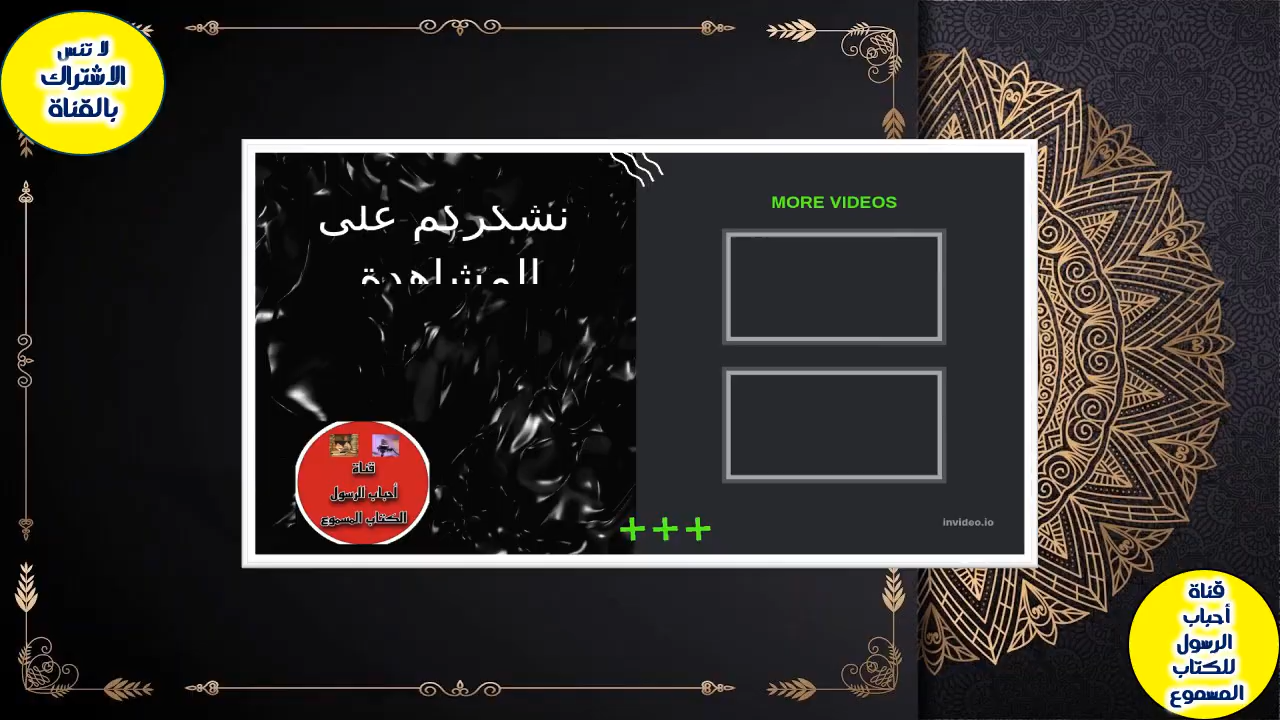 لا تنس
الاشتراك
بالقناة
نشكركم على
المشاهدة
MORE VIDEOS
قناة
أحباب الرسول
الكتاب المسموع
invideo.io
قناة
أحباب
الرسول
للكتاب
المسموع